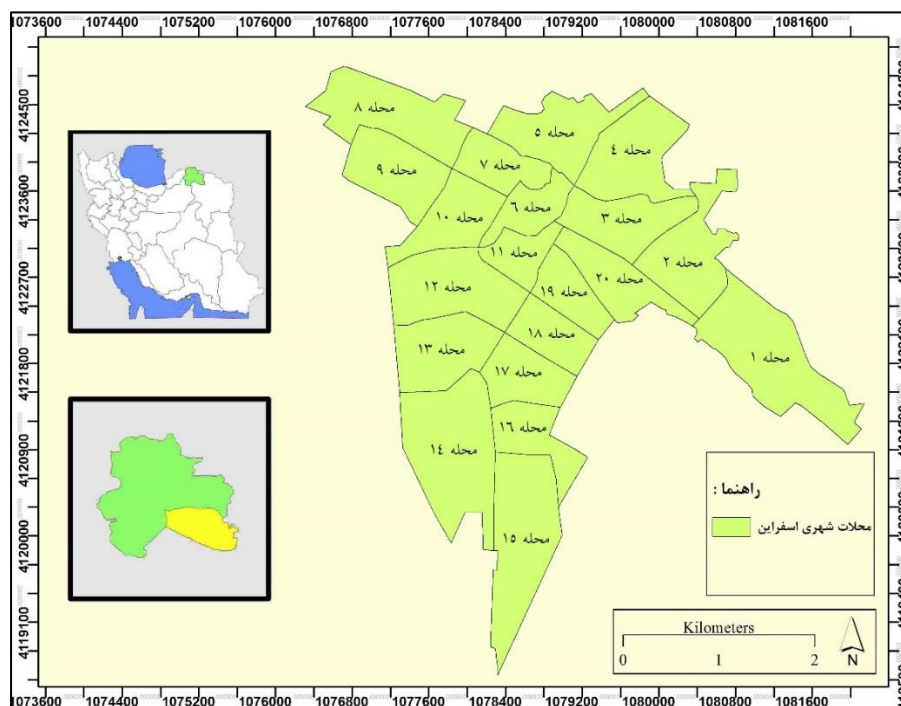 1073600 1074400 1075200 1076000 1076800 1077600 1078400 1079200 1080000 1080800 1081600
4124500
4123600
4122700
4121800
4120900
4120000
4119100
محله ۸
محله ۵
محله ۴
محله ۷
محله ۹
محله ۶
محله ۳
محله ۱۰
محله ۱۱
محله ۲
محله ۲۰
محله ۱۹
محله ۱۲
محله ۱۸
محله ۱۳
محله ۱
محله ۱۷
محله ۱۶
محله ۱۴
محله ۱۵
راهنما :
محلات شهری اسفراین
Kilometers
0 1 2
N
1073600 1074400 1075200 1076000 1076800 1077600 1078400 1079200 1080000 1080800 1081600